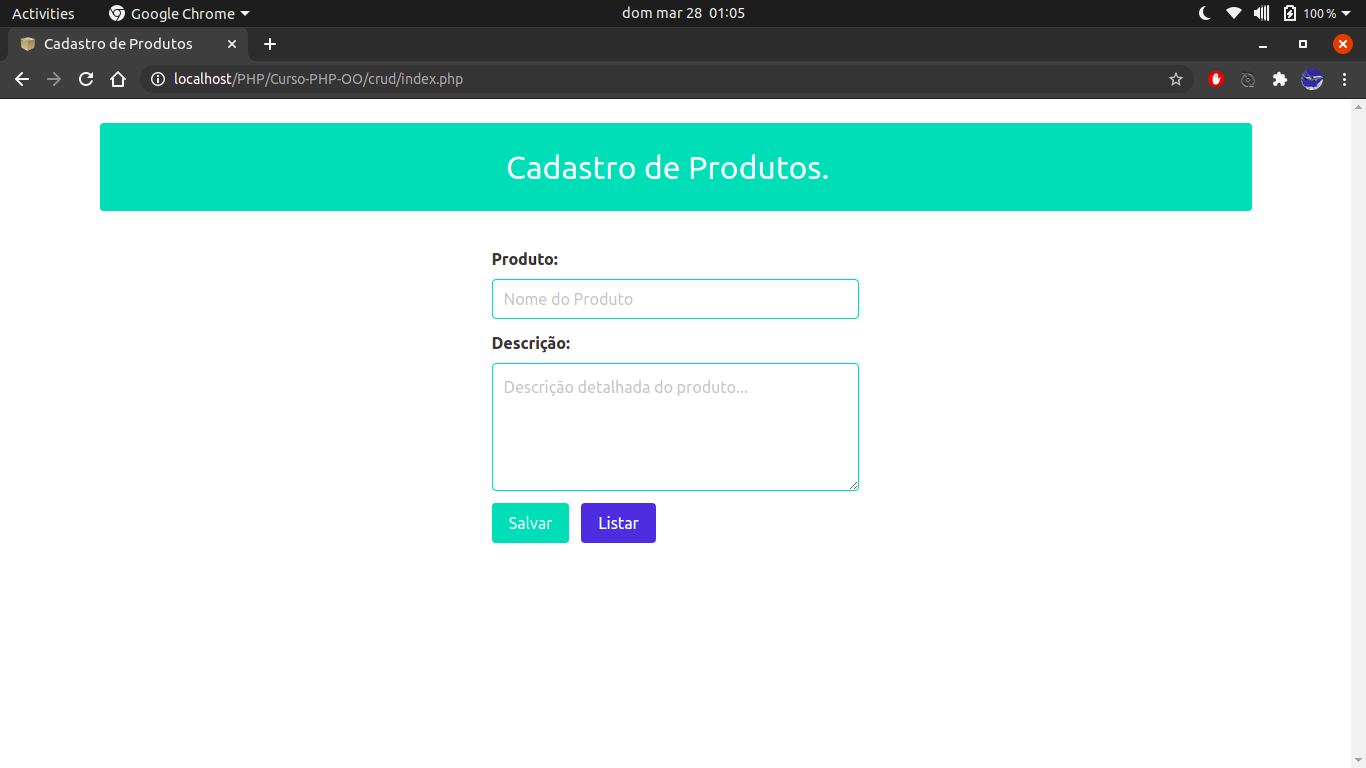 Activities Google Chrome dom mar 28 01:05 100 %
Cadastro de Produtos
localhost/PHP/Curso-PHP-OO/crud/index.php
Cadastro de Produtos.
Produto:
Nome do Produto
Descrição:
Descrição detalhada do produto...
Salvar Listar